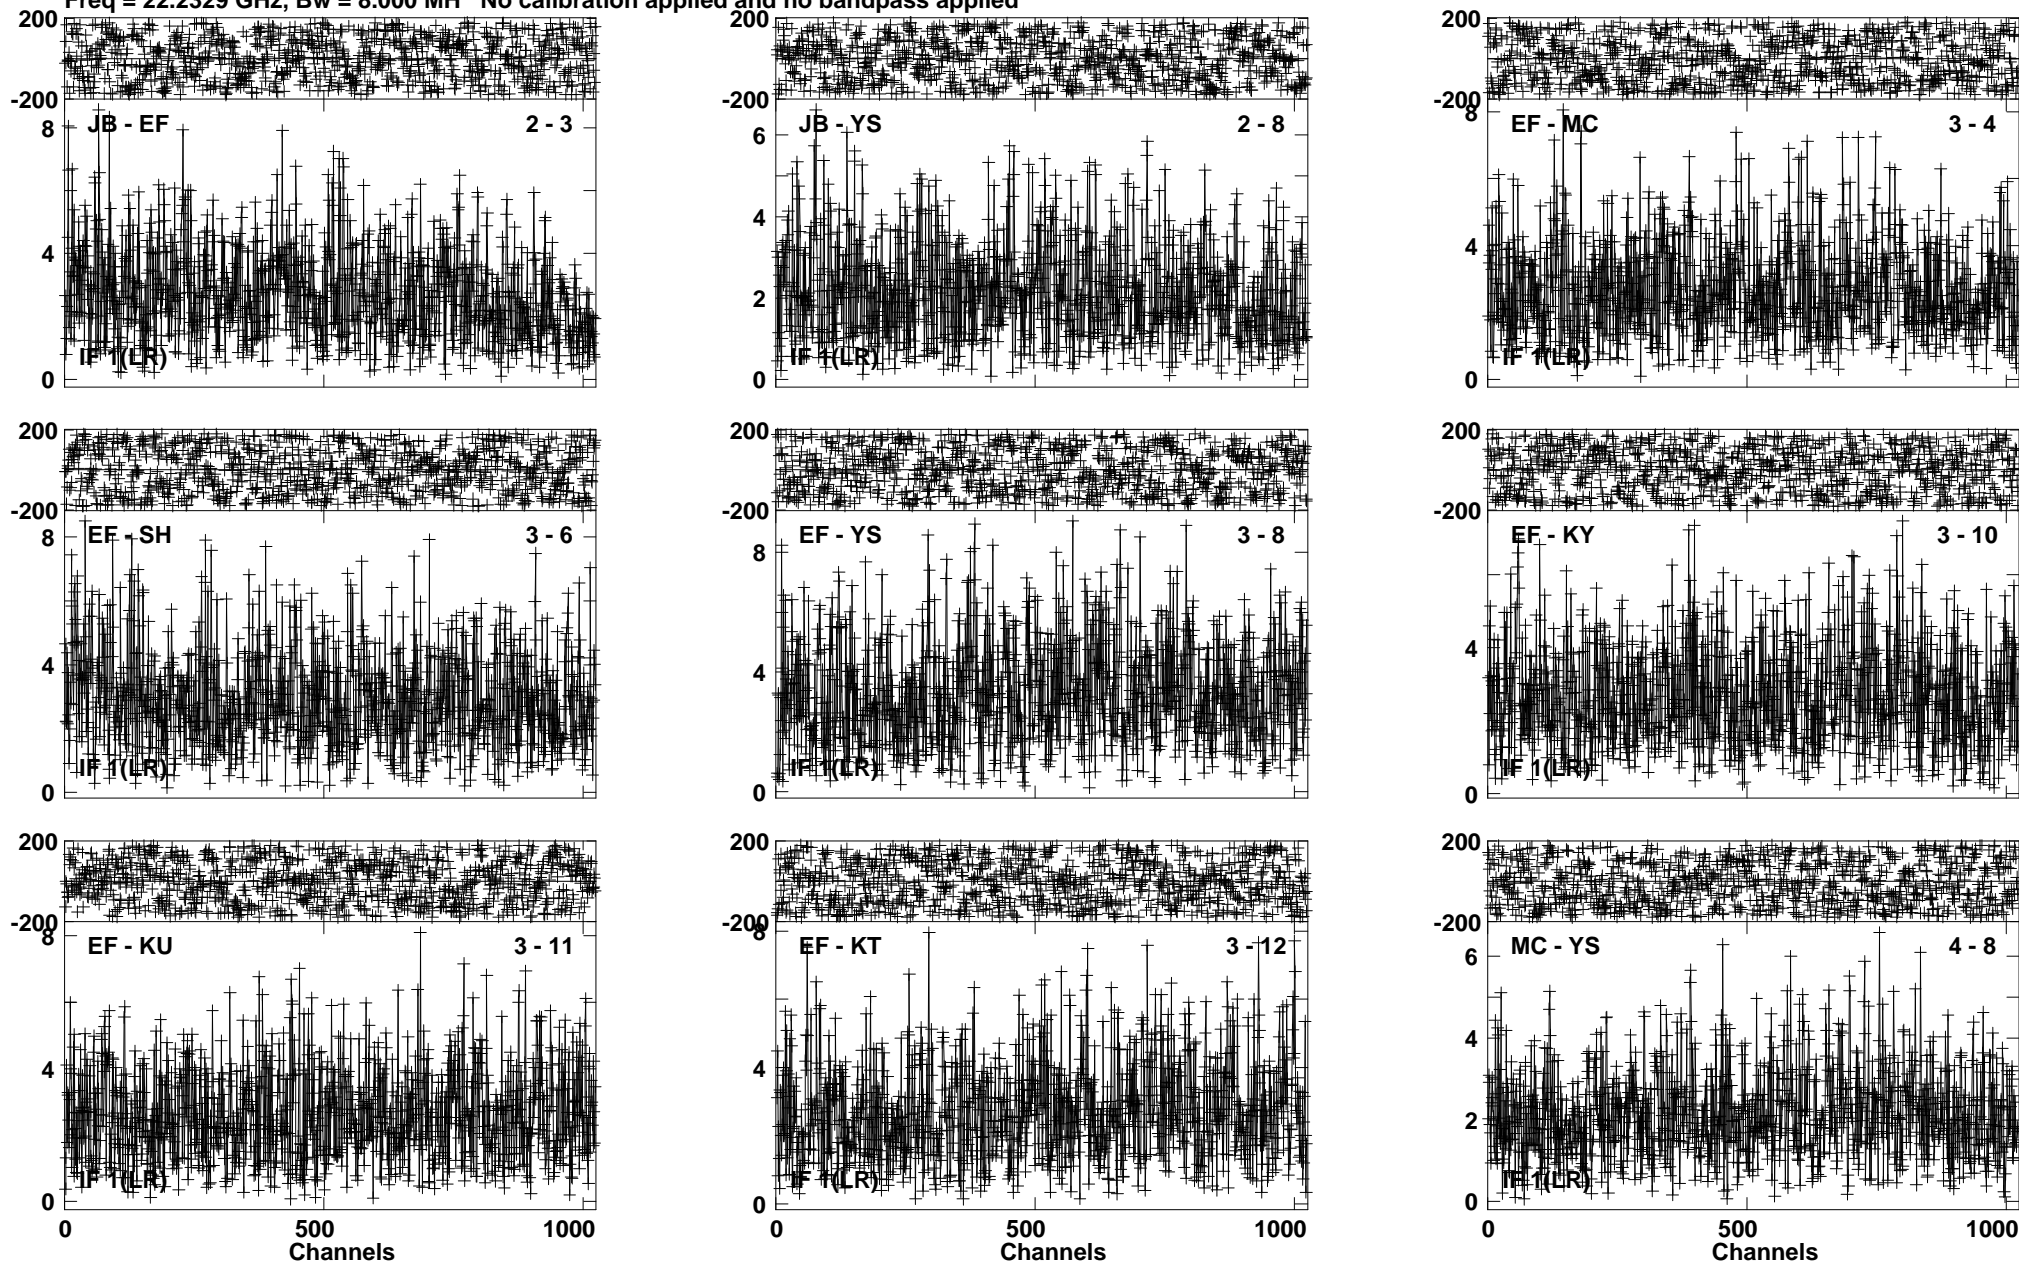 Freq = 22.2329 GHz, Bw = 8.000 MH No calibration applied and no bandpass applied
200 200 200
-200 -200 -200
8 JB - EF 2 - 3
4
IF 1(LR)
0
6 JB - YS 2 - 8
4
2
IF 1(LR)
0
8 EF - MC 3 - 4
4
IF 1(LR)
0
200 200 200
-200 -200 -200
8 EF - SH 3 - 6
4
IF 1(LR)
0
8 EF - YS 3 - 8
4
IF 1(LR)
0
EF - KY 3 - 10
4
IF 1(LR)
0
200 200 200
-200 -200 -200
8 EF - KU 3 - 11
4
IF 1(LR)
0
8 EF - KT 3 - 12
4
IF 1(LR)
0
6 MC - YS 4 - 8
4
2
IF 1(LR)
0
0 500 1000 0 500 1000 0 500 1000
Channels Channels Channels